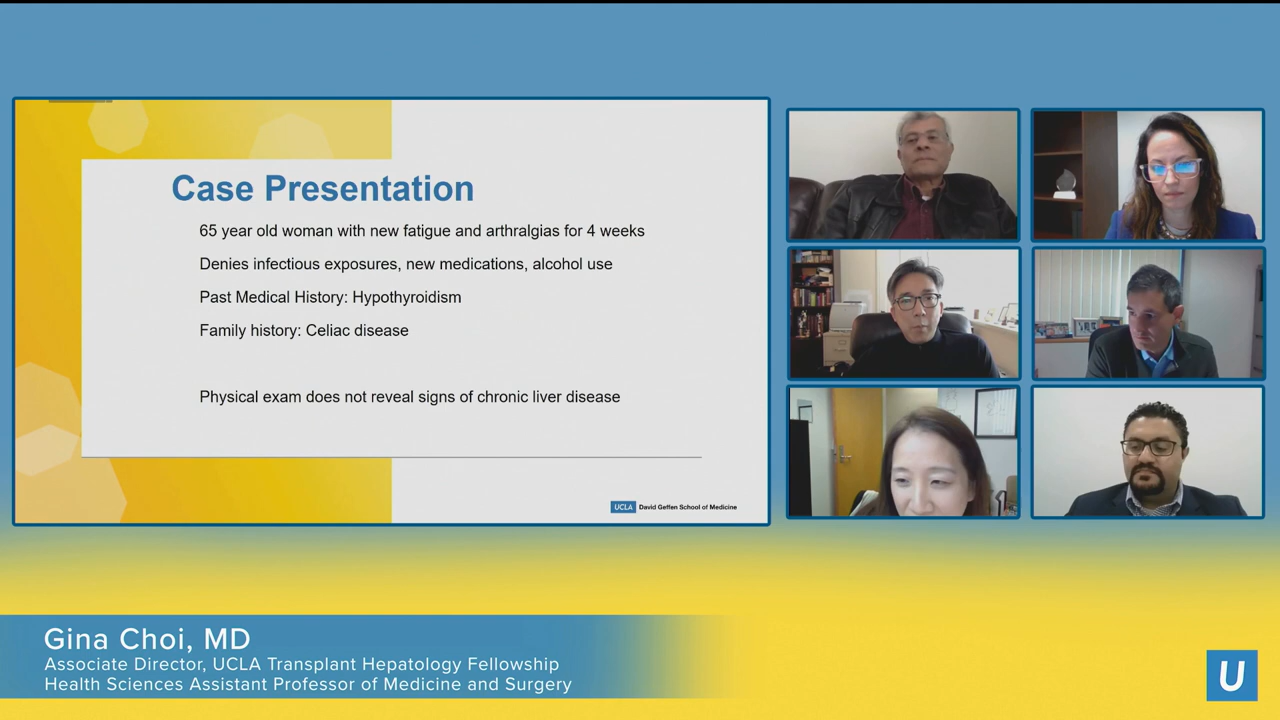 Case Presentation
65 year old woman with new fatigue and arthralgias for 4 weeks
Denies infectious exposures, new medications, alcohol use
Past Medical History: Hypothyroidism
Family history: Celiac disease
Physical exam does not reveal signs of chronic liver disease
UCLA David Geffen School of Medicine
Gina Choi, MD
Associate Director, UCLA Transplant Hepatology Fellowship
Health Sciences Assistant Professor of Medicine and Surgery
U